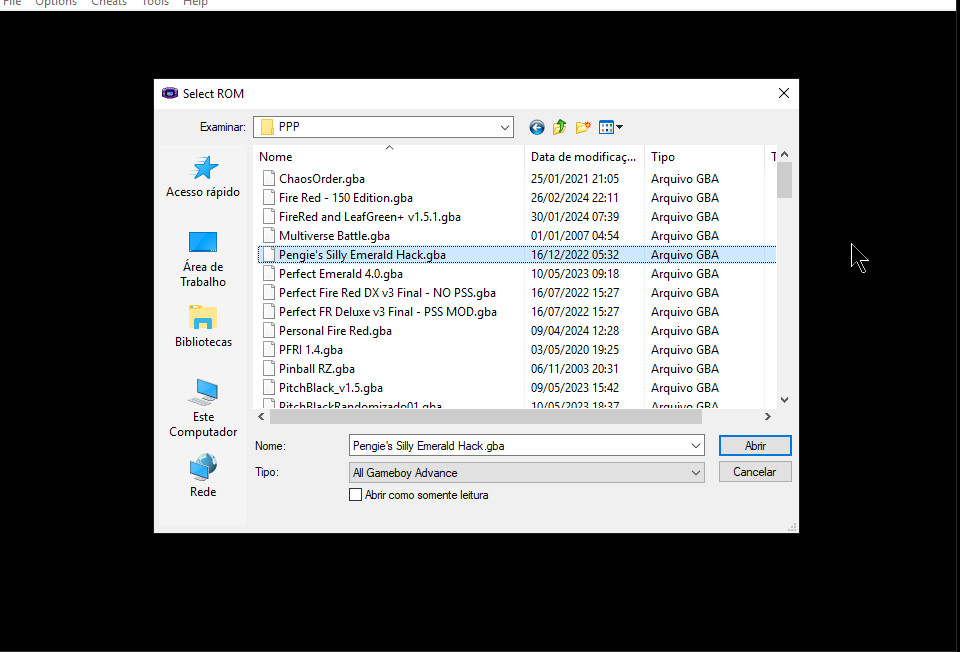 File Options Cheats Tools Help
Select ROM
Examinar: PPP
Nome Data de modificaç... Tipo T
ChaosOrder.gba 25/01/2021 21:05 Arquivo GBA
Fire Red - 150 Edition.gba 26/02/2024 22:11 Arquivo GBA
FireRed and LeafGreen+ v1.5.1.gba 30/01/2024 07:39 Arquivo GBA
Multiverse Battle.gba 01/01/2007 04:54 Arquivo GBA
Pengie's Silly Emerald Hack.gba 16/12/2022 05:32 Arquivo GBA
Perfect Emerald 4.0.gba 10/05/2023 09:18 Arquivo GBA
Perfect Fire Red DX v3 Final - NO PSS.gba 16/07/2022 15:27 Arquivo GBA
Perfect FR Deluxe v3 Final - PSS MOD.gba 16/07/2022 15:27 Arquivo GBA
Personal Fire Red.gba 09/04/2024 12:28 Arquivo GBA
PFRI 1.4.gba 03/05/2020 19:25 Arquivo GBA
Pinball RZ.gba 06/11/2003 20:31 Arquivo GBA
PitchBlack_v1.5.gba 09/05/2023 15:42 Arquivo GBA
PitchBlackRandomizado01.gba 10/05/2023 18:37 Arquivo GBA
Acesso rápido
Área de
Trabalho
Bibliotecas
Este
Computador
Rede
Nome: Pengie's Silly Emerald Hack.gba Abrir
Tipo: All Gameboy Advance Cancelar
Abrir como somente leitura